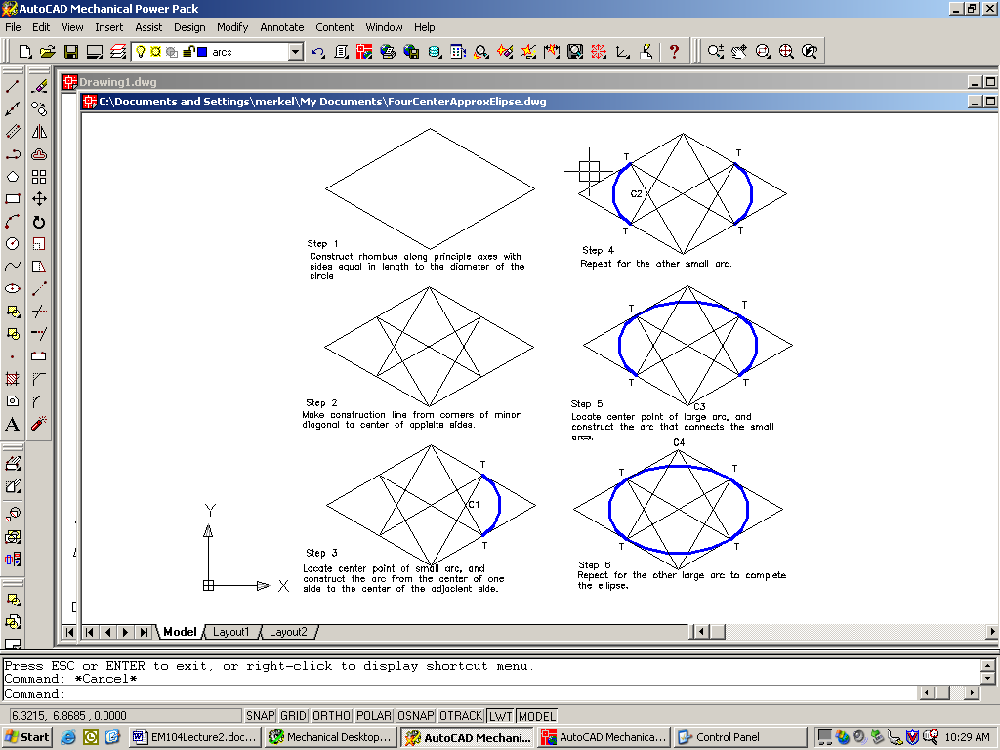 AutoCAD Mechanical Power Pack
File Edit View Insert Assist Design Modify Annotate Content Window Help
arcs
Drawing1.dwg
C:\Documents and Settings\merkel\My Documents\FourCenterApproxElipse.dwg
Step 1
Construct rhombus along principle axes with
sides equal in length to the diameter of the
circle
Step 2
Make construction line from corners of minor
diagonal to center of appisite sides.
T
C1
T
Step 3
Locate center point of small arc, and
construct the arc from the center of one
side to the center of the adjacient side.
T
T
C2
T
T
Step 4
Repeat for the other small arc.
T
T
T
T
C3
Step 5
Locate center point of large arc, and
construct the arc that connects the small
arcs.
C4
T
T
T
T
Step 6
Repeat for the other large arc to complete
the ellipse.
Y
X
Model Layout1 Layout2
Press ESC or ENTER to exit, or right-click to display shortcut menu.
Command: *Cancel*
Command:
6.3215, 6.8685 ,0.0000 SNAP GRID ORTHO POLAR OSNAP OTRACK LWT MODEL
Start EM104Lecture2.doc... Mechanical Desktop... AutoCAD Mechani... AutoCAD Mechanica... Control Panel 10:29 AM